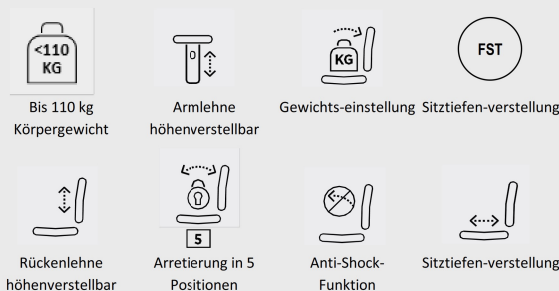 <110
KG
KG
FST
Bis 110 kg
Körpergewicht
Armlehne
höhenverstellbar
Gewichts-einstellung
Sitztiefen-verstellung
5
Rückenlehne
höhenverstellbar
Arretierung in 5
Positionen
Anti-Shock-
Funktion
Sitztiefen-verstellung